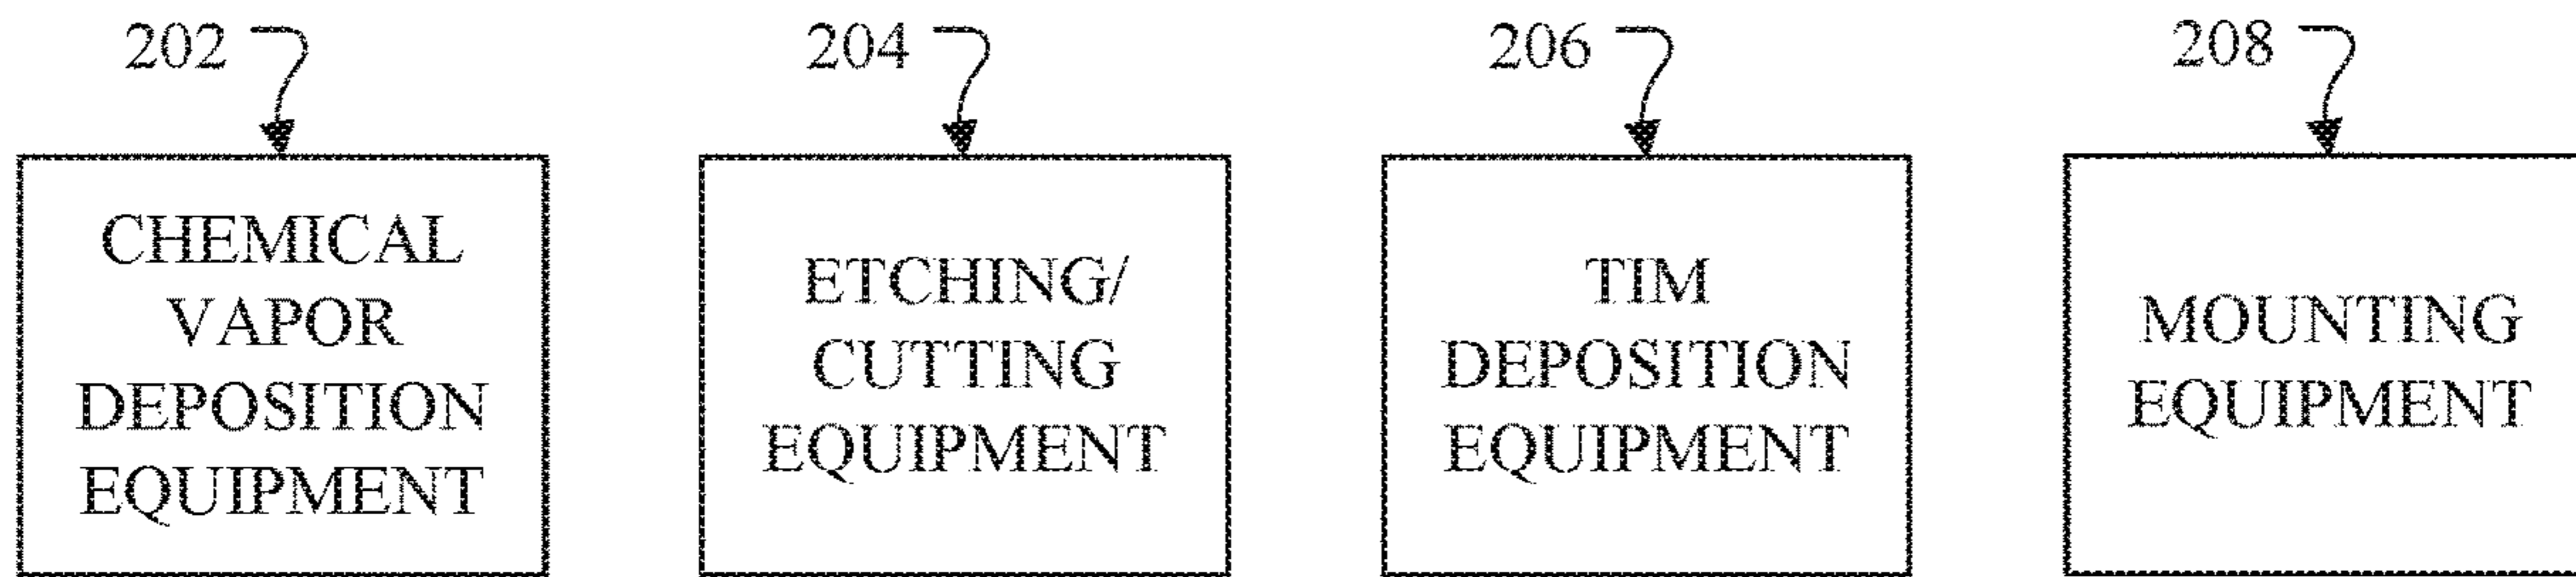 202
204
206
208
CHEMICAL
VAPOR
DEPOSITION
EQUIPMENT
ETCHING/
CUTTING
EQUIPMENT
TIM
DEPOSITION
EQUIPMENT
MOUNTING
EQUIPMENT